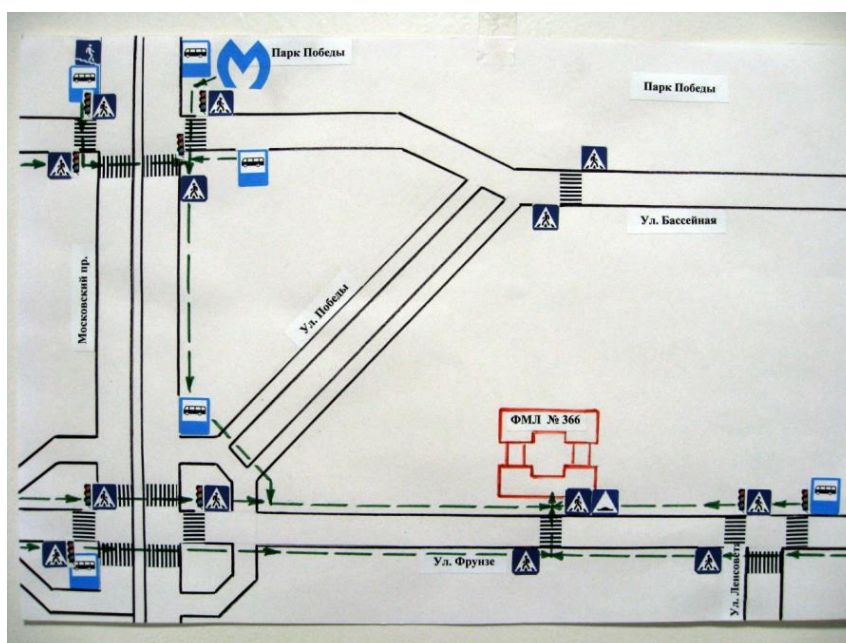 Парк Победы
Парк Победы
Ул. Бассейная
Московский пр.
Ул. Победы
ФМЛ № 366
Ул. Фрунзе
Ул. Ленсовета